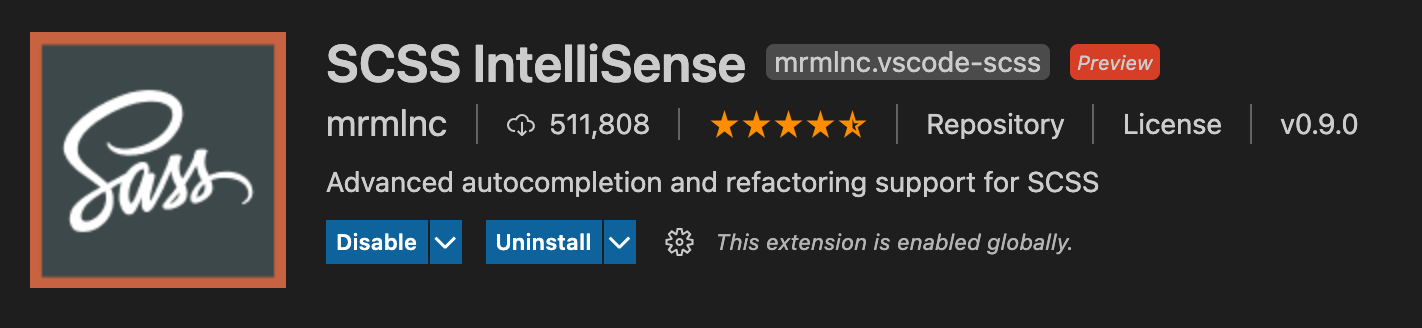 Sass
SCSS IntelliSense mrmlnc.vscode-scss Preview
mrmlnc 511,808 Repository License v0.9.0
Advanced autocompletion and refactoring support for SCSS
Disable Uninstall This extension is enabled globally.